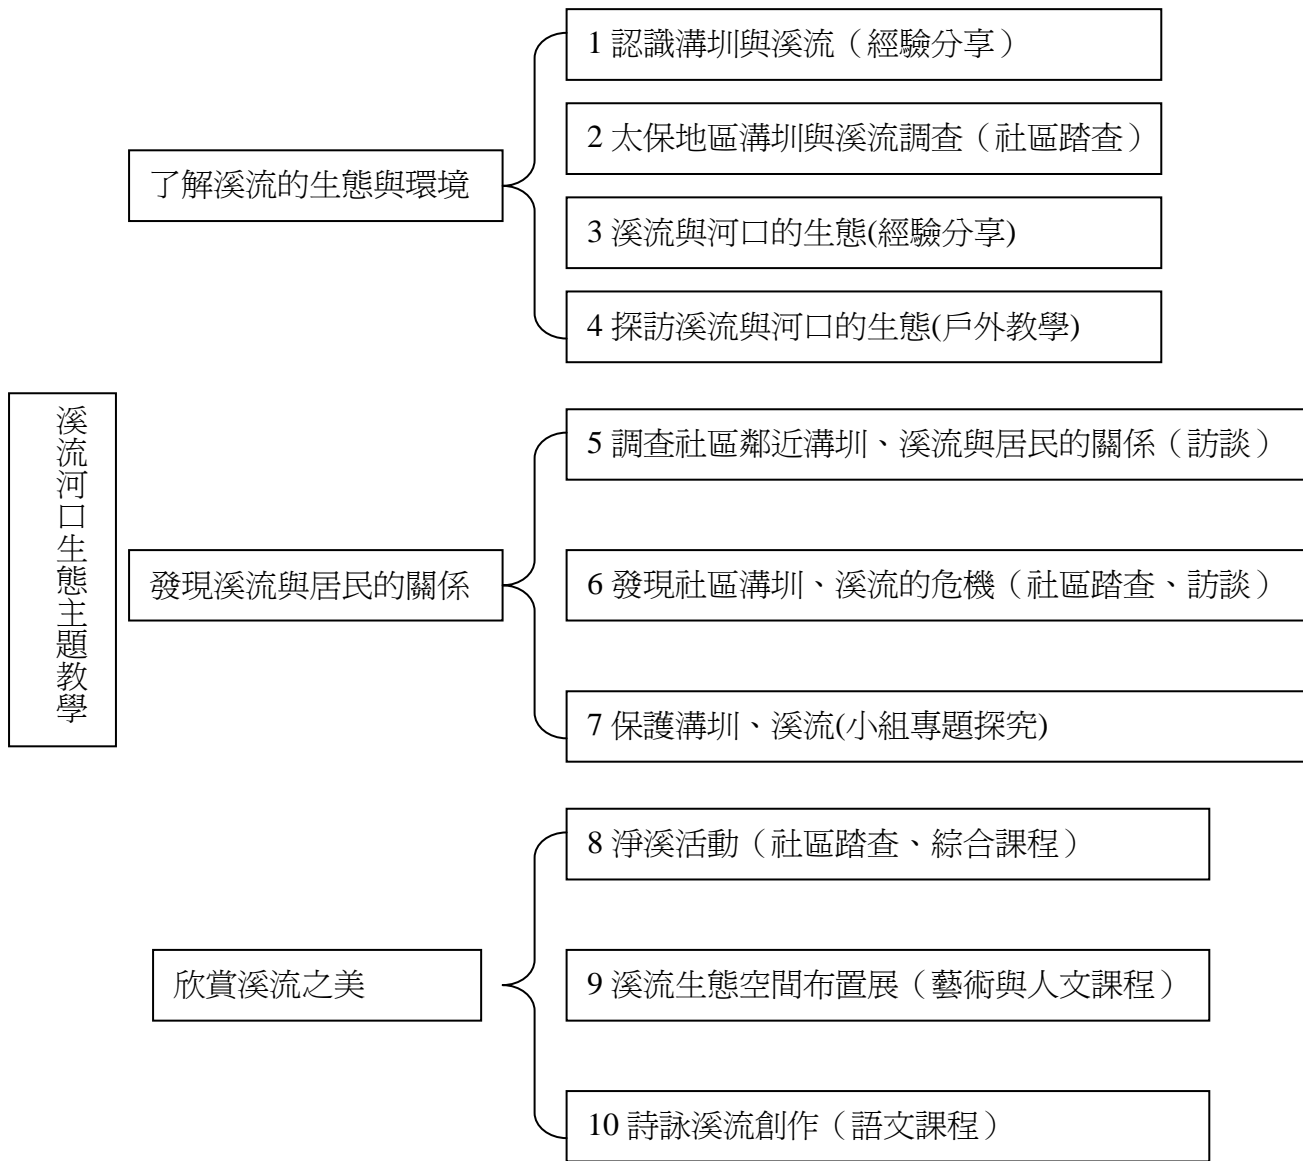 溪流河口生態主題教學
了解溪流的生態與環境
1 認識溝圳與溪流（經驗分享）
2 太保地區溝圳與溪流調查（社區踏查）
3 溪流與河口的生態(經驗分享)
4 探訪溪流與河口的生態(戶外教學)
發現溪流與居民的關係
5 調查社區鄰近溝圳、溪流與居民的關係（訪談）
6 發現社區溝圳、溪流的危機（社區踏查、訪談）
7 保護溝圳、溪流(小組專題探究)
欣賞溪流之美
8 淨溪活動（社區踏查、綜合課程）
9 溪流生態空間布置展（藝術與人文課程）
10 詩詠溪流創作（語文課程）